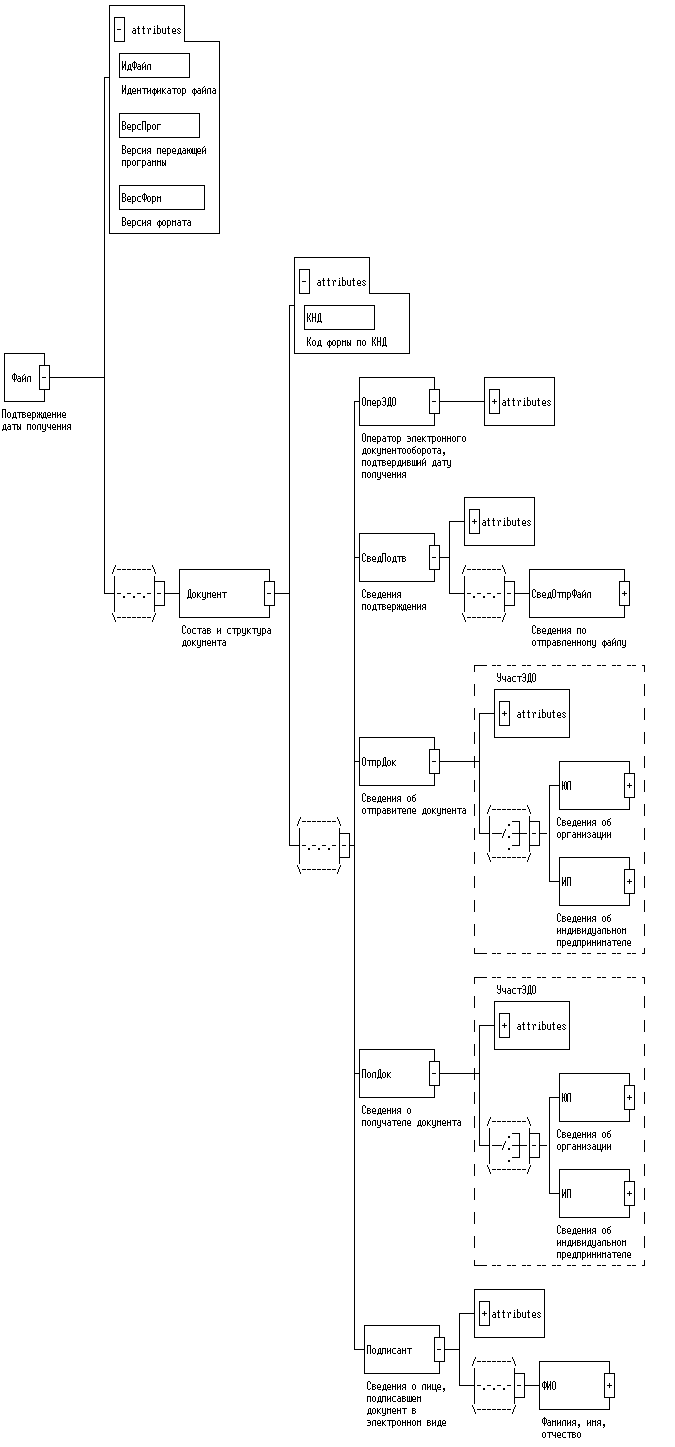 attributes
ИдФайл
Идентификатор файла
ВерсПрог
Версия передающей
программы
ВерсФорм
Версия формата
attributes
КНД
Код формы по КНД
Файл
Подтверждение
даты получения
ОперЭДО
attributes
Оператор электронного
документооборота,
подтвердивший дату
получения
attributes
СведПодтв
Сведения
подтверждения
СведОтпрФайл
Сведения по
отправленному файлу
Документ
Состав и структура
документа
УчастЭДО
attributes
ОтпрДок
Сведения об
отправителе документа
ЮЛ
Сведения об
организации
ИП
Сведения об
индивидуальном
предпринимателе
УчастЭДО
attributes
ПолДок
Сведения о
получателе документа
ЮЛ
Сведения об
организации
ИП
Сведения об
индивидуальном
предпринимателе
attributes
Подписант
Сведения о лице,
подписавшем
документ в
электронном виде
ФИО
Фамилия, имя,
отчество